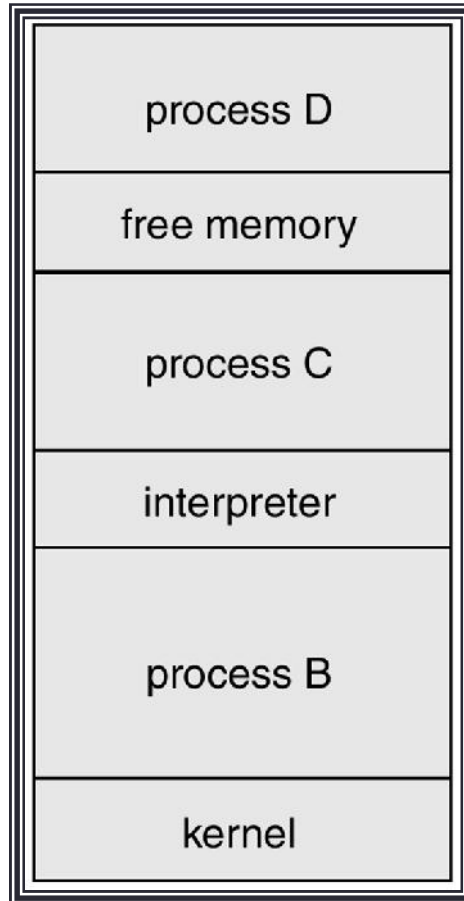 process D
free memory
process C
interpreter
process B
kernel